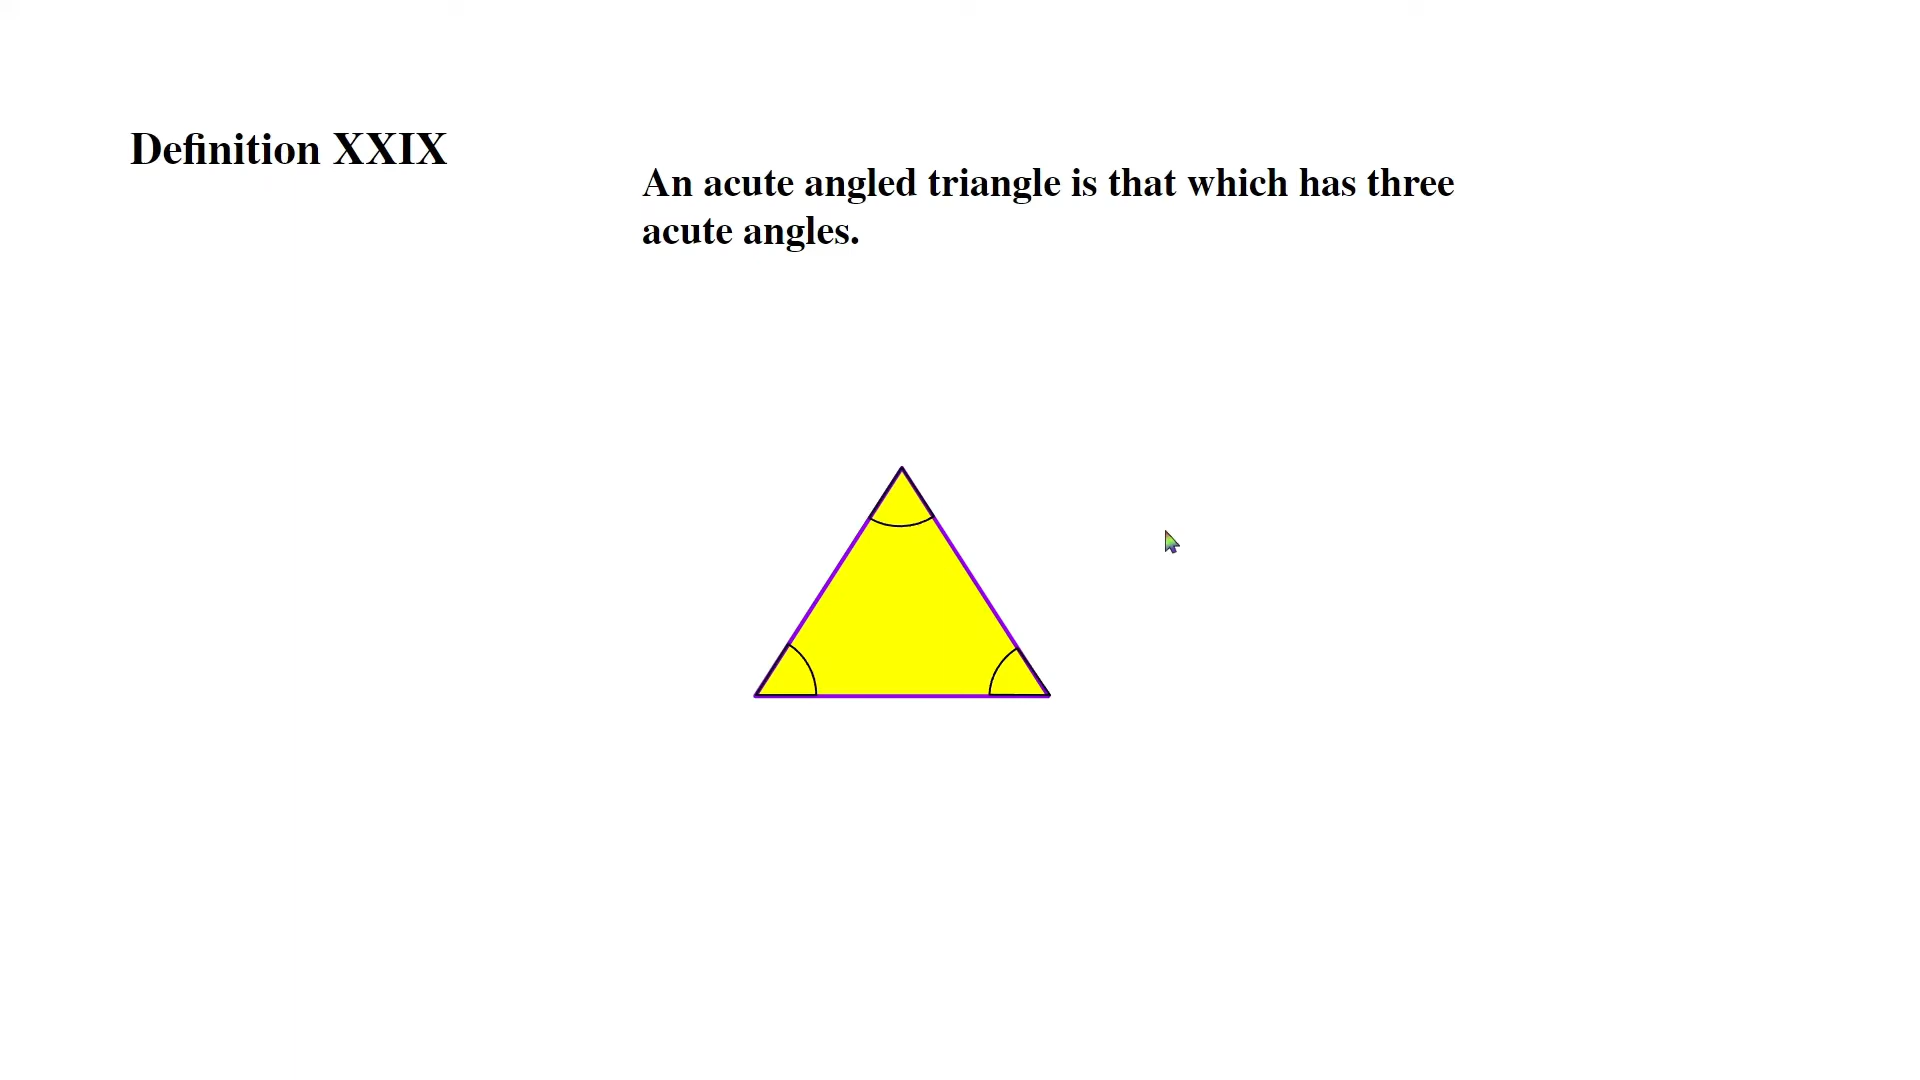 Definition XXIX
An acute angled triangle is that which has three
acute angles.